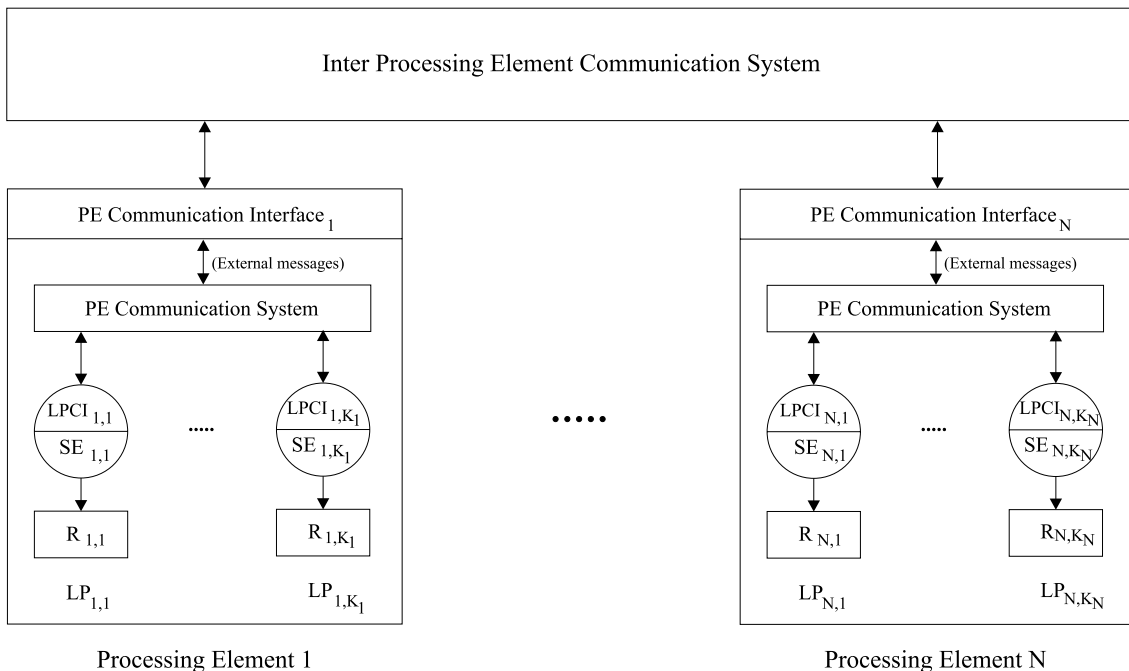 Inter Processing Element Communication System
PE Communication Interface 1
PE Communication Interface N
(External messages)
(External messages)
PE Communication System
PE Communication System
LPCI 1,1
LPCI 1,K1
LPCI N,1
LPCI N,KN
.....
.....
.....
SE 1,1
SE 1,K1
SE N,1
SE N,KN
R 1,1
R 1,K1
R N,1
R N,KN
LP 1,1
LP 1,K1
LP N,1
LP N,KN
Processing Element 1
Processing Element N